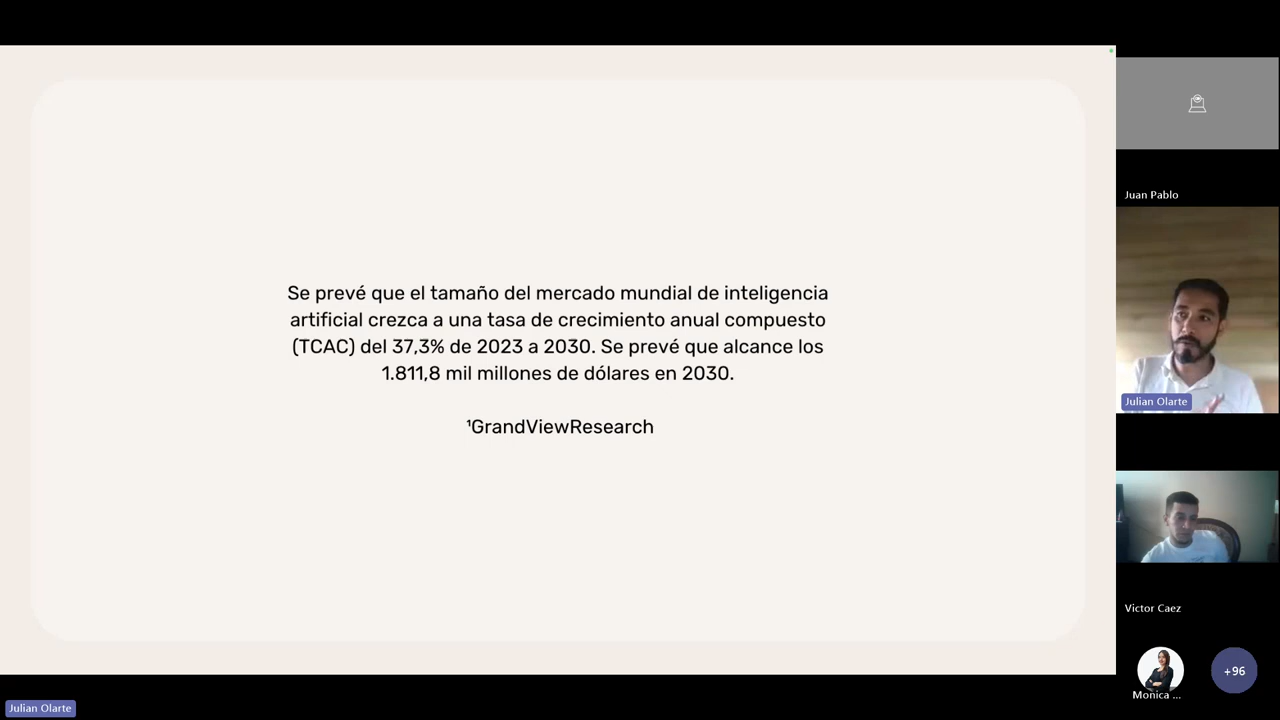 Se prevé que el tamaño del mercado mundial de inteligencia
artificial crezca a una tasa de crecimiento anual compuesto
(TCAC) del 37,3% de 2023 a 2030. Se prevé que alcance los
1.811,8 mil millones de dólares en 2030.
¹GrandViewResearch
Juan Pablo
Julian Olarte
Victor Caez
Monica ...
+96
Julian Olarte